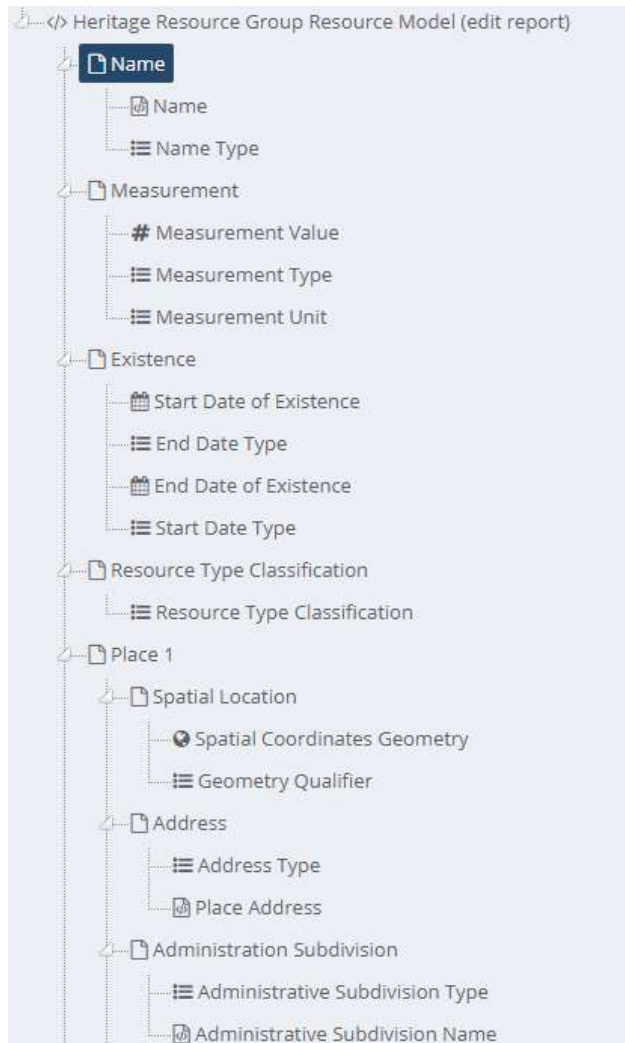 Heritage Resource Group Resource Model (edit report)
Name
Name
Name Type
Measurement
# Measurement Value
Measurement Type
Measurement Unit
Existence
Start Date of Existence
End Date Type
End Date of Existence
Start Date Type
Resource Type Classification
Resource Type Classification
Place 1
Spatial Location
Spatial Coordinates Geometry
Geometry Qualifier
Address
Address Type
Place Address
Administration Subdivision
Administrative Subdivision Type
Administrative Subdivision Name